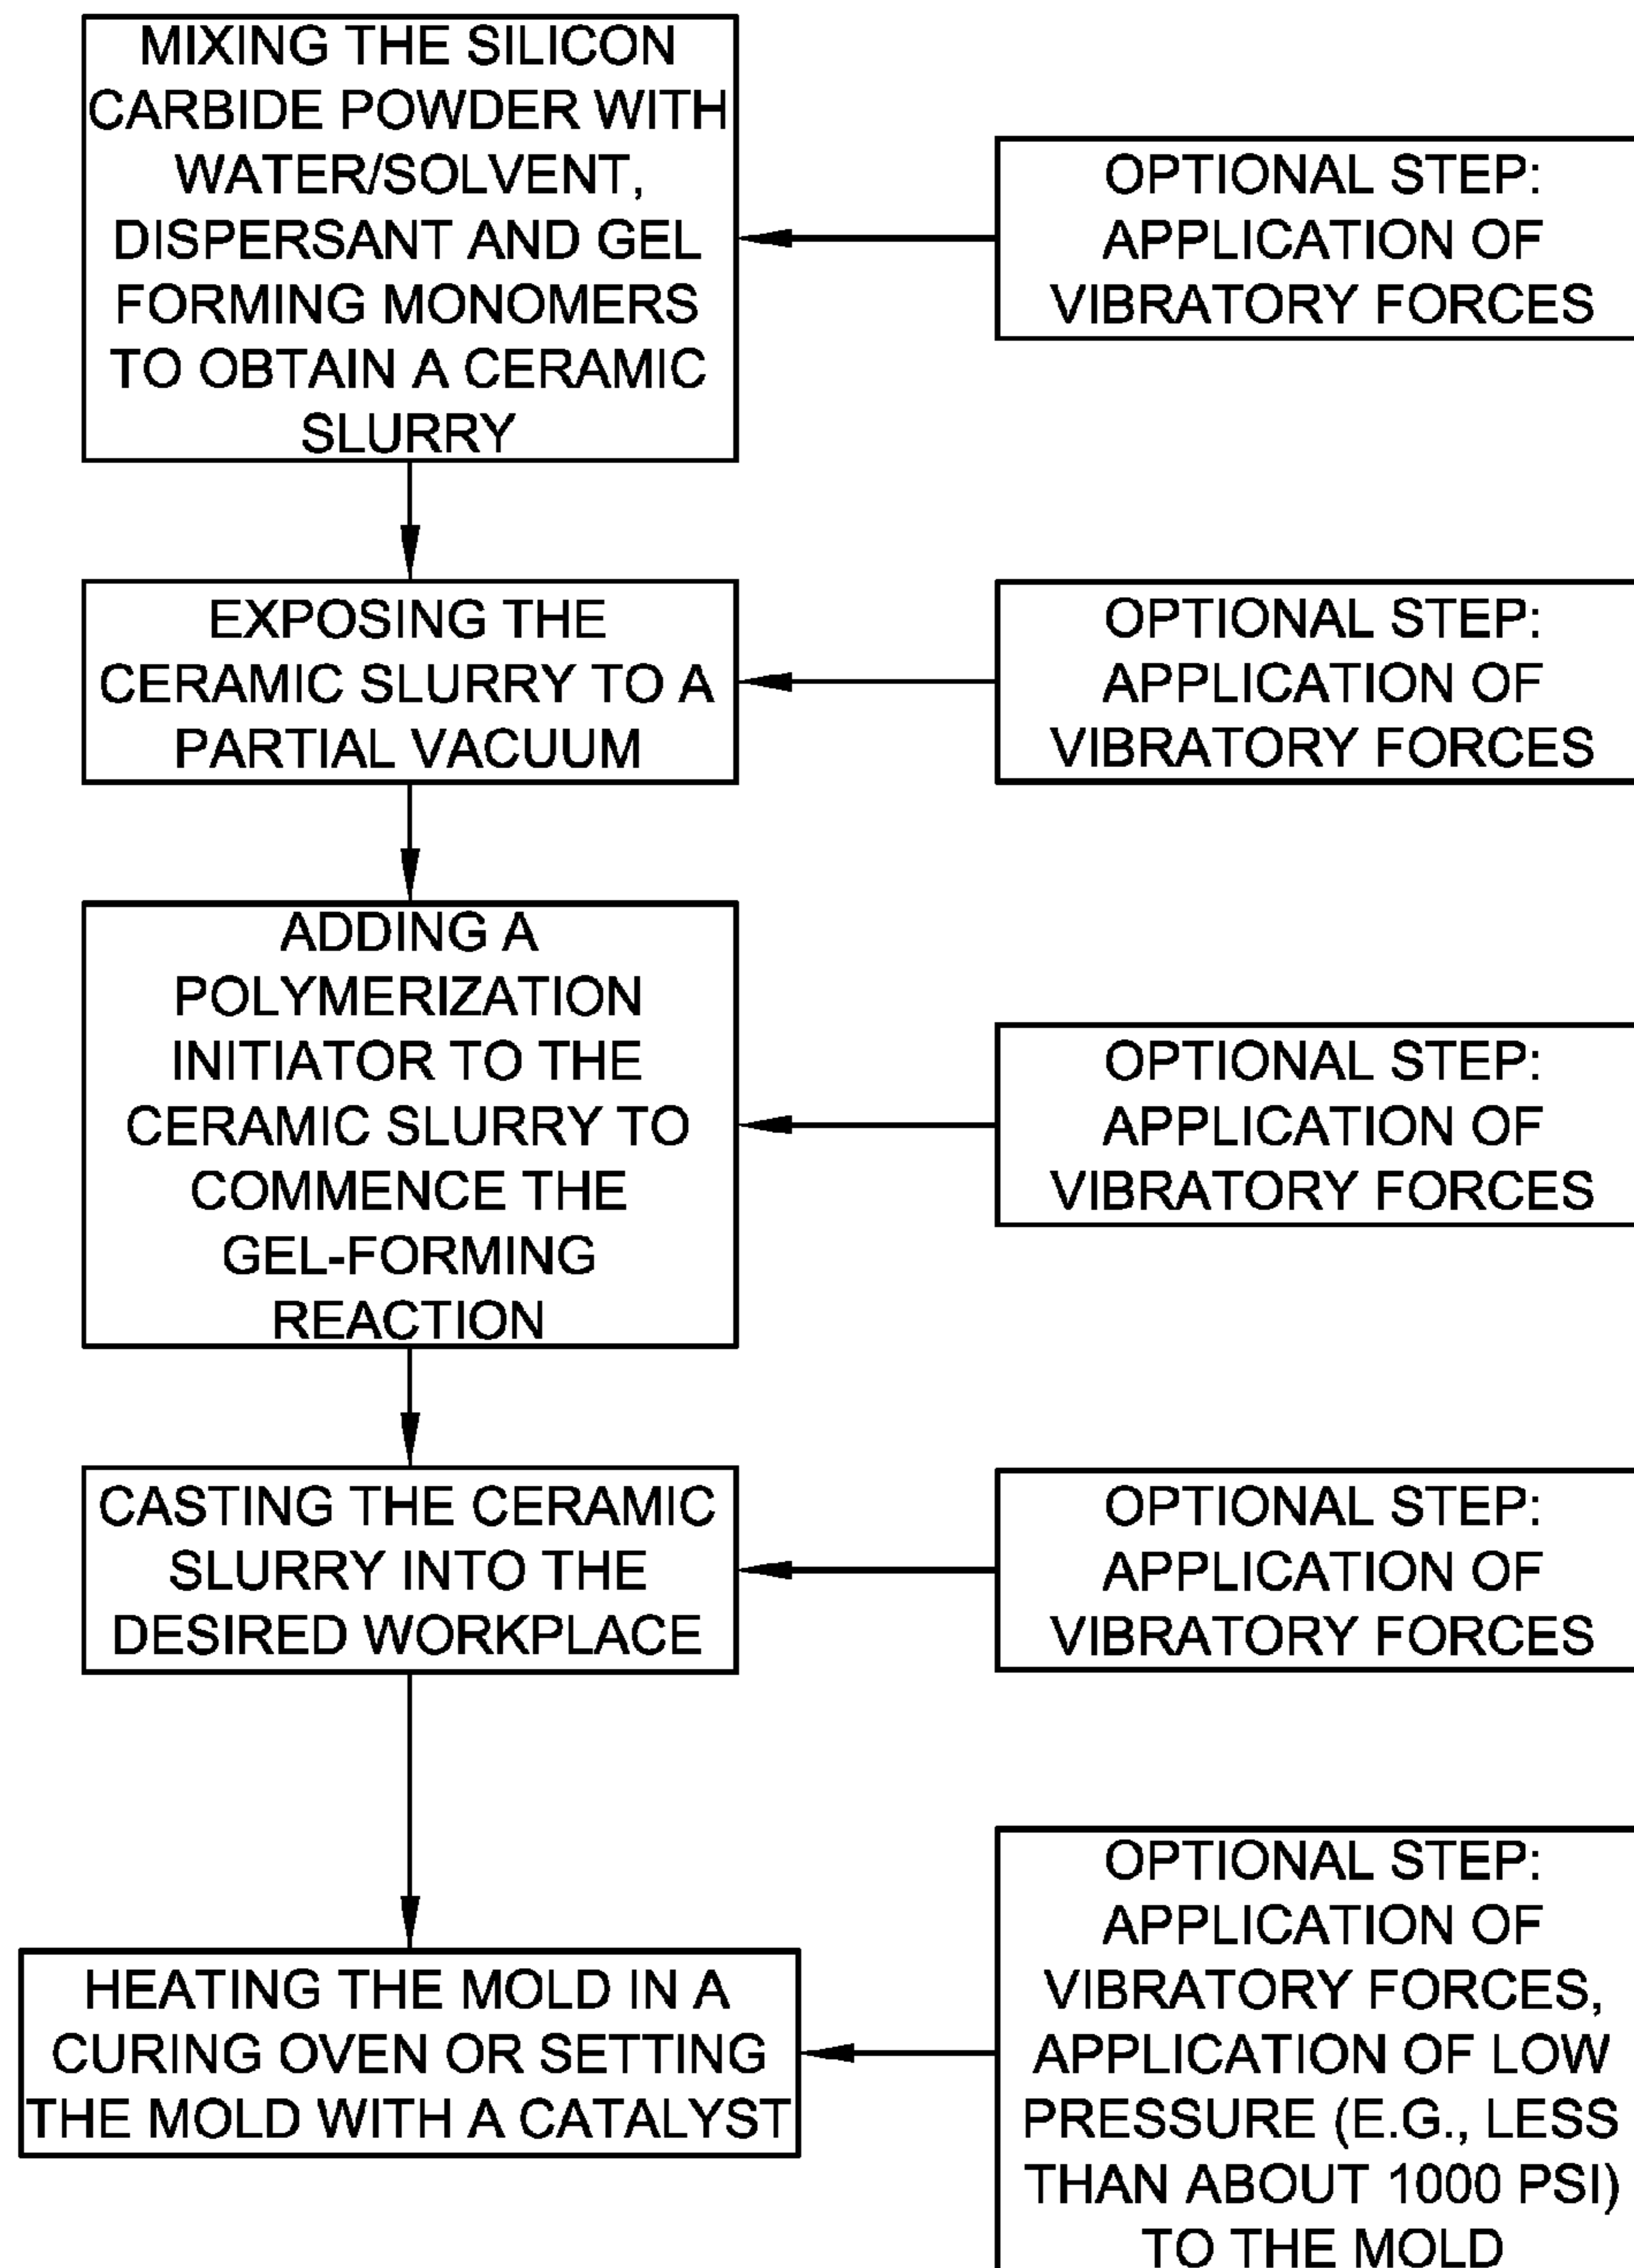 MIXING THE SILICON
CARBIDE POWDER WITH
WATER/SOLVENT,
DISPERSANT AND GEL
FORMING MONOMERS
TO OBTAIN A CERAMIC
SLURRY
OPTIONAL STEP:
APPLICATION OF
VIBRATORY FORCES
EXPOSING THE
CERAMIC SLURRY TO A
PARTIAL VACUUM
OPTIONAL STEP:
APPLICATION OF
VIBRATORY FORCES
ADDING A
POLYMERIZATION
INITIATOR TO THE
CERAMIC SLURRY TO
COMMENCE THE
GEL-FORMING
REACTION
OPTIONAL STEP:
APPLICATION OF
VIBRATORY FORCES
CASTING THE CERAMIC
SLURRY INTO THE
DESIRED WORKPLACE
OPTIONAL STEP:
APPLICATION OF
VIBRATORY FORCES
HEATING THE MOLD IN A
CURING OVEN OR SETTING
THE MOLD WITH A CATALYST
OPTIONAL STEP:
APPLICATION OF
VIBRATORY FORCES,
APPLICATION OF LOW
PRESSURE (E.G., LESS
THAN ABOUT 1000 PSI)
TO THE MOLD